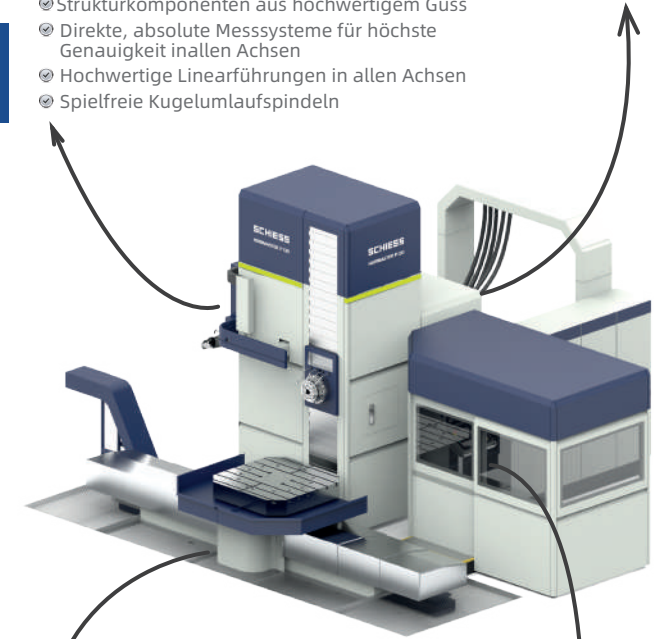 Strukturkomponenten aus hochwertigem Guss
Direkte, absolute Messsysteme für höchste
Genauigkeit inallen Achsen
Hochwertige Linearführungen in allen Achsen
Spielfreie Kugelumlaufspindeln
SCHIESS
SCHIESS